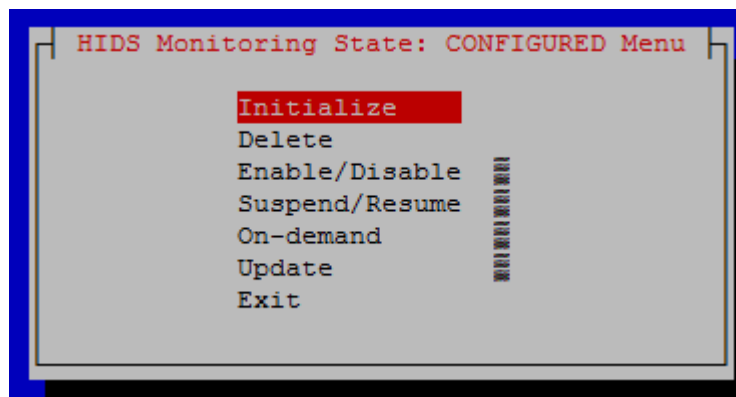 HIDS Monitoring State: CONFIGURED Menu
Initialize
Delete
Enable/Disable
Suspend/Resume
On-demand
Update
Exit